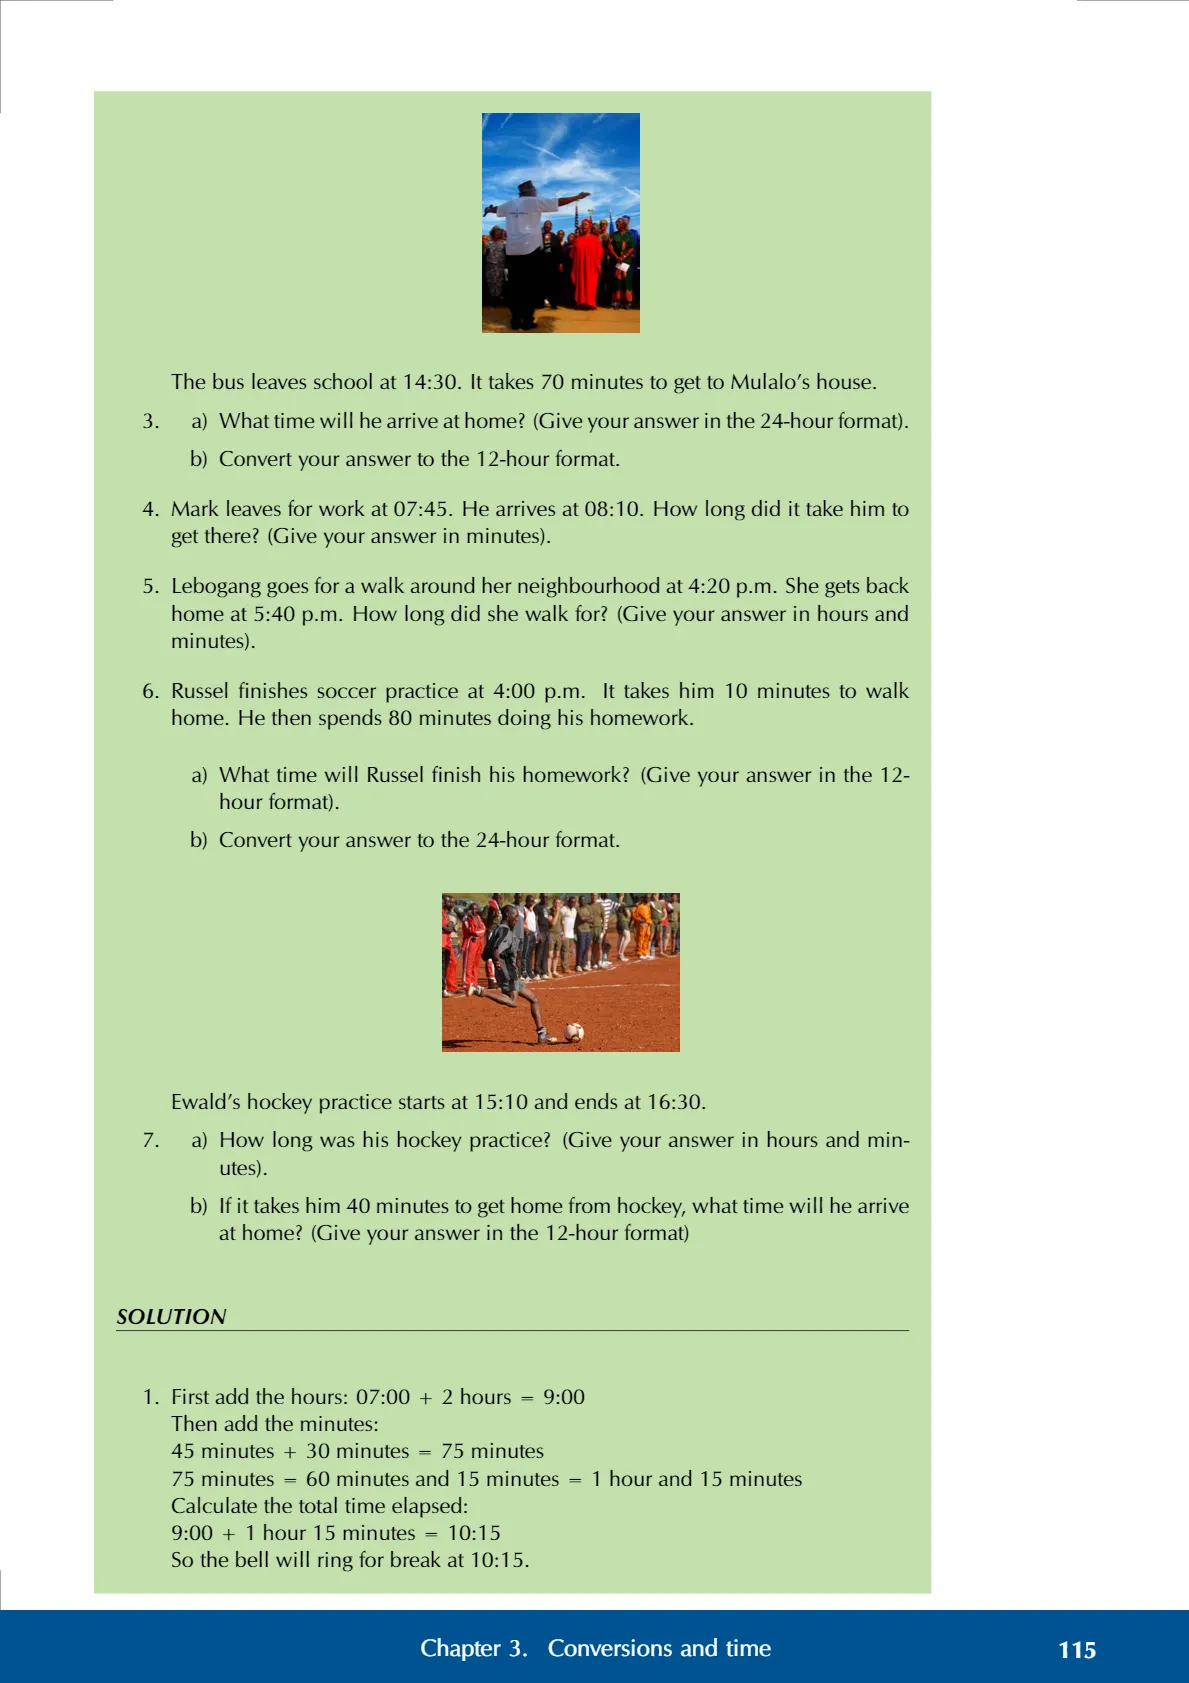 The bus leaves school at 14:30. It takes 70 minutes to get to Mulalo’s house.
3. a) What time will he arrive at home? (Give your answer in the 24-hour format).
b) Convert your answer to the 12-hour format.
4. Mark leaves for work at 07:45. He arrives at 08:10. How long did it take him to
get there? (Give your answer in minutes).
5. Lebogang goes for a walk around her neighbourhood at 4:20 p.m. She gets back
home at 5:40 p.m. How long did she walk for? (Give your answer in hours and
minutes).
6. Russel finishes soccer practice at 4:00 p.m. It takes him 10 minutes to walk
home. He then spends 80 minutes doing his homework.
a) What time will Russel finish his homework? (Give your answer in the 12-
hour format).
b) Convert your answer to the 24-hour format.
Ewald’s hockey practice starts at 15:10 and ends at 16:30.
7. a) How long was his hockey practice? (Give your answer in hours and min-
utes).
b) If it takes him 40 minutes to get home from hockey, what time will he arrive
at home? (Give your answer in the 12-hour format)
SOLUTION
1. First add the hours: 07:00 + 2 hours = 9:00
Then add the minutes:
45 minutes + 30 minutes = 75 minutes
75 minutes = 60 minutes and 15 minutes = 1 hour and 15 minutes
Calculate the total time elapsed:
9:00 + 1 hour 15 minutes = 10:15
So the bell will ring for break at 10:15.
Chapter 3. Conversions and time 115